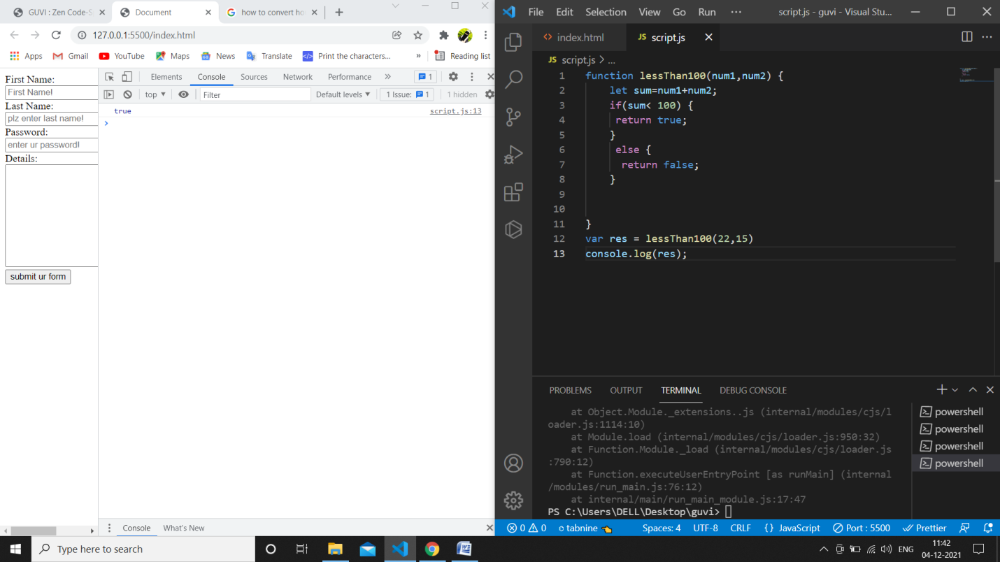 GUVI : Zen Code-S
Document
how to convert ho
127.0.0.1:5500/index.html
Apps
Gmail
YouTube
Maps
News
Translate
Print the characters...
»
Reading list
First Name:
First Name!
Last Name:
plz enter last name!
Password:
enter ur password!
Details:
submit ur form
Elements
Console
Sources
Network
Performance
»
1
top
Filter
Default levels
1 Issue:
1
1 hidden
true
script.js:13
Console
What's New
File
Edit
Selection
View
Go
Run
...
script.js - guvi - Visual Stu...
index.html
JS script.js
JS script.js > ...
1 function lessThan100(num1,num2) {
2 let sum=num1+num2;
3 if(sum< 100) {
4 return true;
5 }
6 else {
7 return false;
8 }
9
10
11 }
12 var res = lessThan100(22,15)
13 console.log(res);
PROBLEMS
OUTPUT
TERMINAL
DEBUG CONSOLE
at Object.Module._extensions..js (internal/modules/cjs/l
oader.js:1114:10)
at Module.load (internal/modules/cjs/loader.js:950:32)
at Function.Module._load (internal/modules/cjs/loader.js
:790:12)
at Function.executeUserEntryPoint [as runMain] (internal
/modules/run_main.js:76:12)
at internal/main/run_main_module.js:17:47
PS C:\Users\DELL\Desktop\guvi>
powershell
powershell
powershell
powershell
0
0
tabnine
Spaces: 4
UTF-8
CRLF
{ } JavaScript
Port : 5500
Prettier
Type here to search
ENG
11:42
04-12-2021